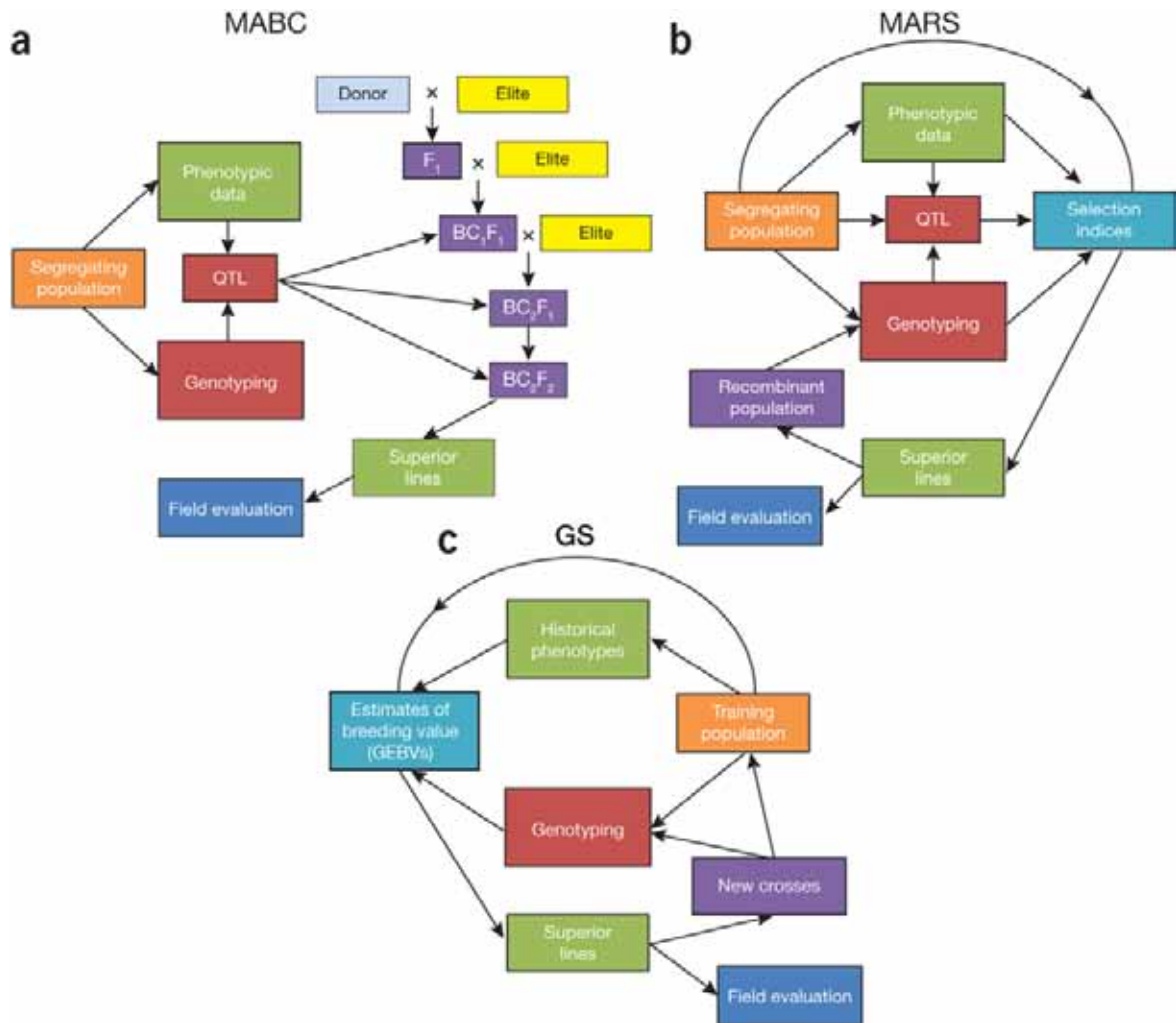 a
MABC
Donor
×
Elite
F₁
×
Elite
Phenotypic
data
BC₁F₁
×
Elite
Segregating
population
QTL
BC₂F₁
Genotyping
BC₂F₂
Superior
lines
Field evaluation
b
MARS
Phenotypic
data
Segregating
population
QTL
Selection
indices
Genotyping
Recombinant
population
Superior
lines
Field evaluation
c
GS
Historical
phenotypes
Estimates of
breeding value
(GEBVs)
Training
population
Genotyping
New crosses
Superior
lines
Field evaluation